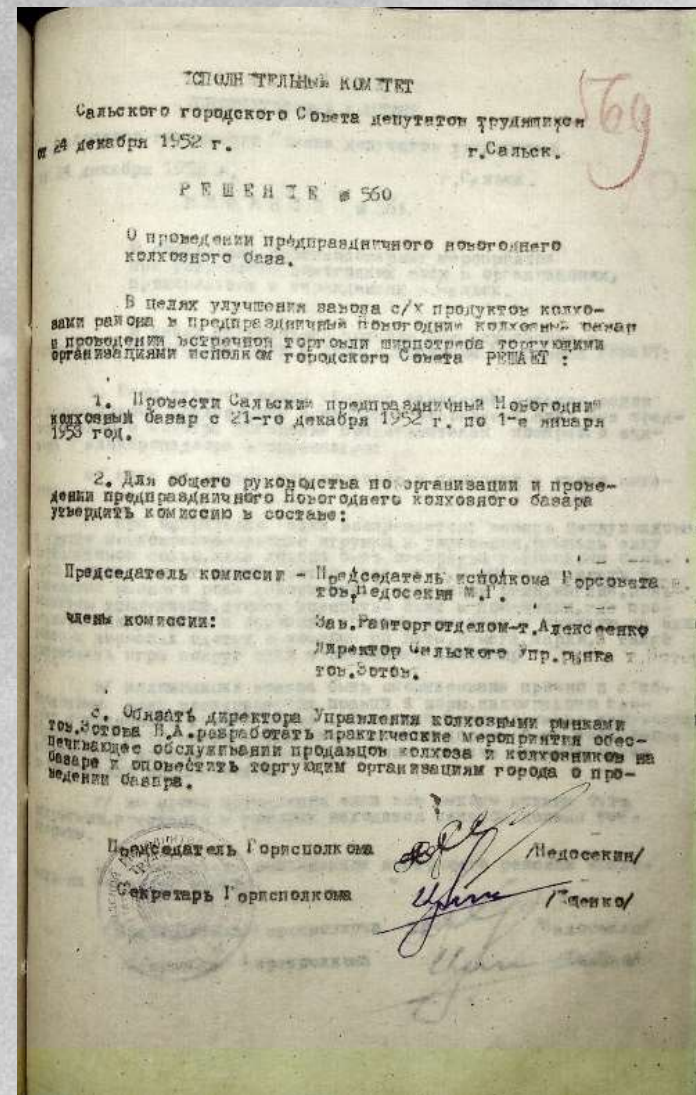 ИСПОЛНИТЕЛЬНЫЙ КОМИТЕТ
569
Сальского городского Совета депутатов трудящихся
от 24 декабря 1952 г. г.Сальск.
РЕШЕНИЕ № 560
О проведении предпраздничного новогоднего
колхозного база.
В целях улучшения завоза с/х продуктов колхо-
зами района в предпраздничный Новогодний колхозный базар
и проведении встречной торговли ширпотреба торгующими
организациями исполком городского Совета РЕШАЕТ :
1. Провести Сальский предпраздничный Новогодний
колхозный базар с 21-го декабря 1952 г. по 1-е января
1953 год.
2. Для общего руководства по организации и прове-
дении предпраздничного Новогоднего колхозного базара
утвердить комиссию в составе:
Председатель комиссии - Председатель исполкома Горсовета
тов.Недосекин М.Г.
члены комиссии: Зав.Райторготделом-т.Алексеенко
Директор Сальского Упр.рынка
тов.Зотов.
3. Обязать директора Управления колхозными рынками
тов.Зотова В.А.разработать практические мероприятия обес-
печивающее обслуживании продавцов колхоза и колхозников на
базаре и оповестить торгующим организациям города о про-
ведении базара.
Председатель Горисполкома /Недосекин/
Секретарь Горисполкома /Ищенко/